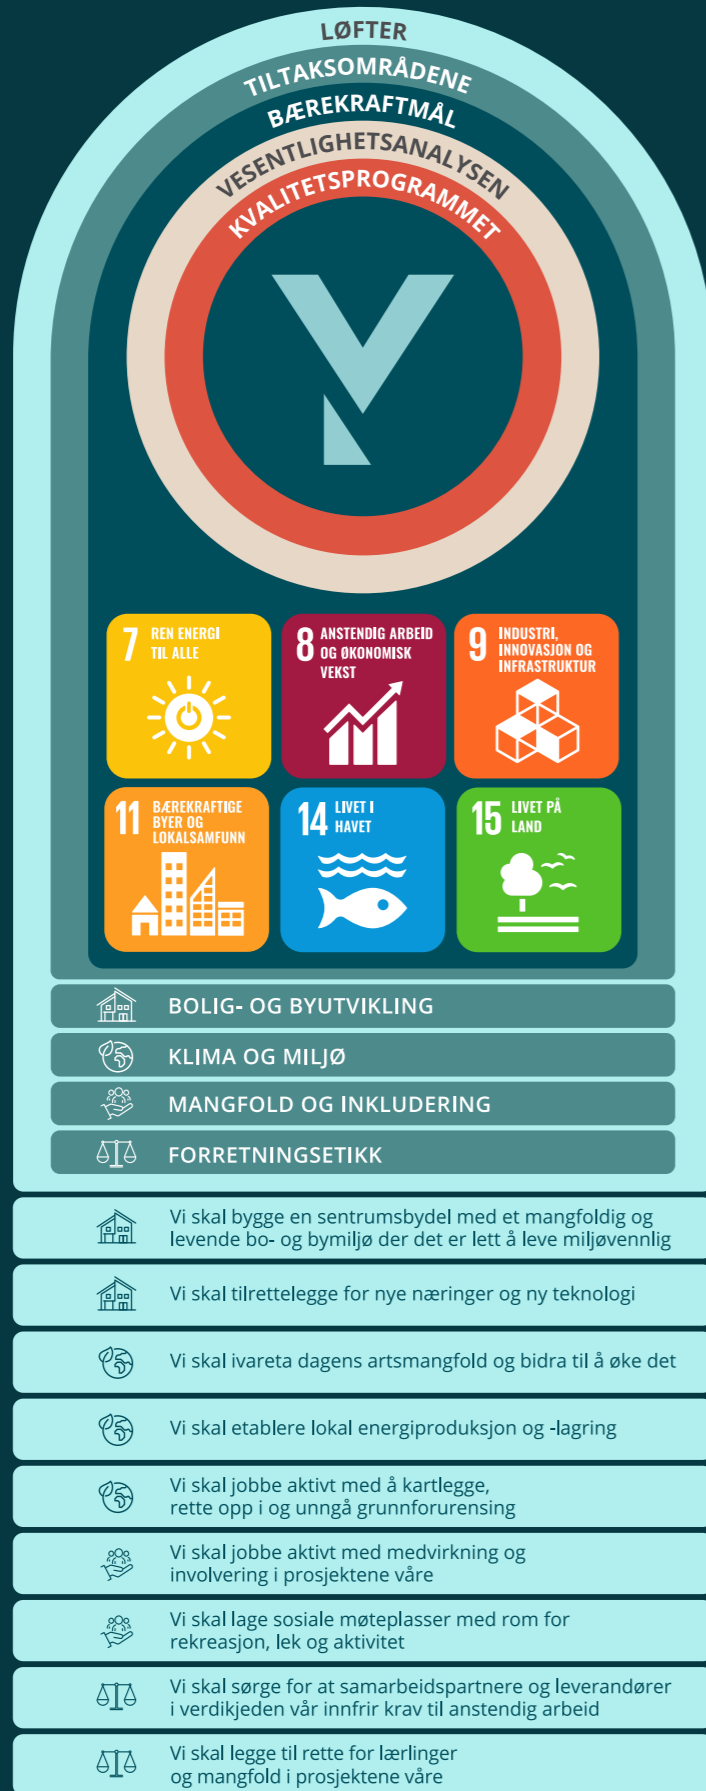 LØFTER
TILTAKSOMRÅDENE
BÆREKRAFTMÅL
VESENTLIGHETSANALYSEN
KVALITETSPROGRAMMET
7 REN ENERGI
TIL ALLE
8 ANSTENDIG ARBEID
OG ØKONOMISK
VEKST
9 INDUSTRI,
INNOVASJON OG
INFRASTRUKTUR
11 BÆREKRAFTIGE
BYER OG
LOKALSAMFUNN
14 LIVET I
HAVET
15 LIVET PÅ
LAND
BOLIG- OG BYUTVIKLING
KLIMA OG MILJØ
MANGFOLD OG INKLUDERING
FORRETNINGSETIKK
Vi skal bygge en sentrumsbydel med et mangfoldig og
levende bo- og bymiljø der det er lett å leve miljøvennlig
Vi skal tilrettelegge for nye næringer og ny teknologi
Vi skal ivareta dagens artsmangfold og bidra til å øke det
Vi skal etablere lokal energiproduksjon og -lagring
Vi skal jobbe aktivt med å kartlegge,
rette opp i og unngå grunnforurensing
Vi skal jobbe aktivt med medvirkning og
involvering i prosjektene våre
Vi skal lage sosiale møteplasser med rom for
rekreasjon, lek og aktivitet
Vi skal sørge for at samarbeidspartnere og leverandører
i verdikjeden vår innfrir krav til anstendig arbeid
Vi skal legge til rette for lærlinger
og mangfold i prosjektene våre